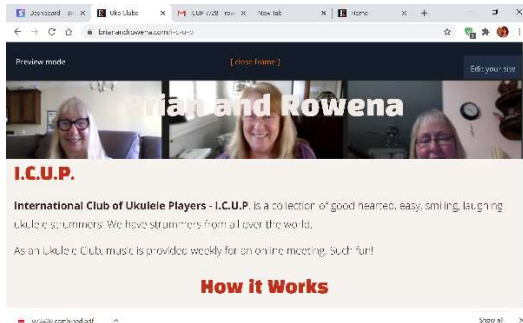 Uke Clubs
New Tab
Home
brianandrowena.com/i-c-u-p
Preview mode
[close frame]
Edit your site
Brian and Rowena
I.C.U.P.
International Club of Ukulele Players - I.C.U.P. is a collection of good hearted, easy, smiling, laughing
ukulele strummers. We have strummers from all over the world.
As an Ukulele Club, music is provided weekly for an online meeting. Such fun!
How it Works
combined.pdf
Show all